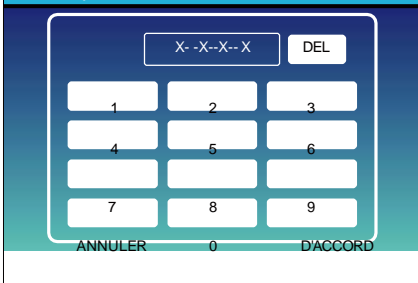 X- -X--X-- X DEL
1 2 3
4 5 6
7 8 9
ANNULER 0 D'ACCORD